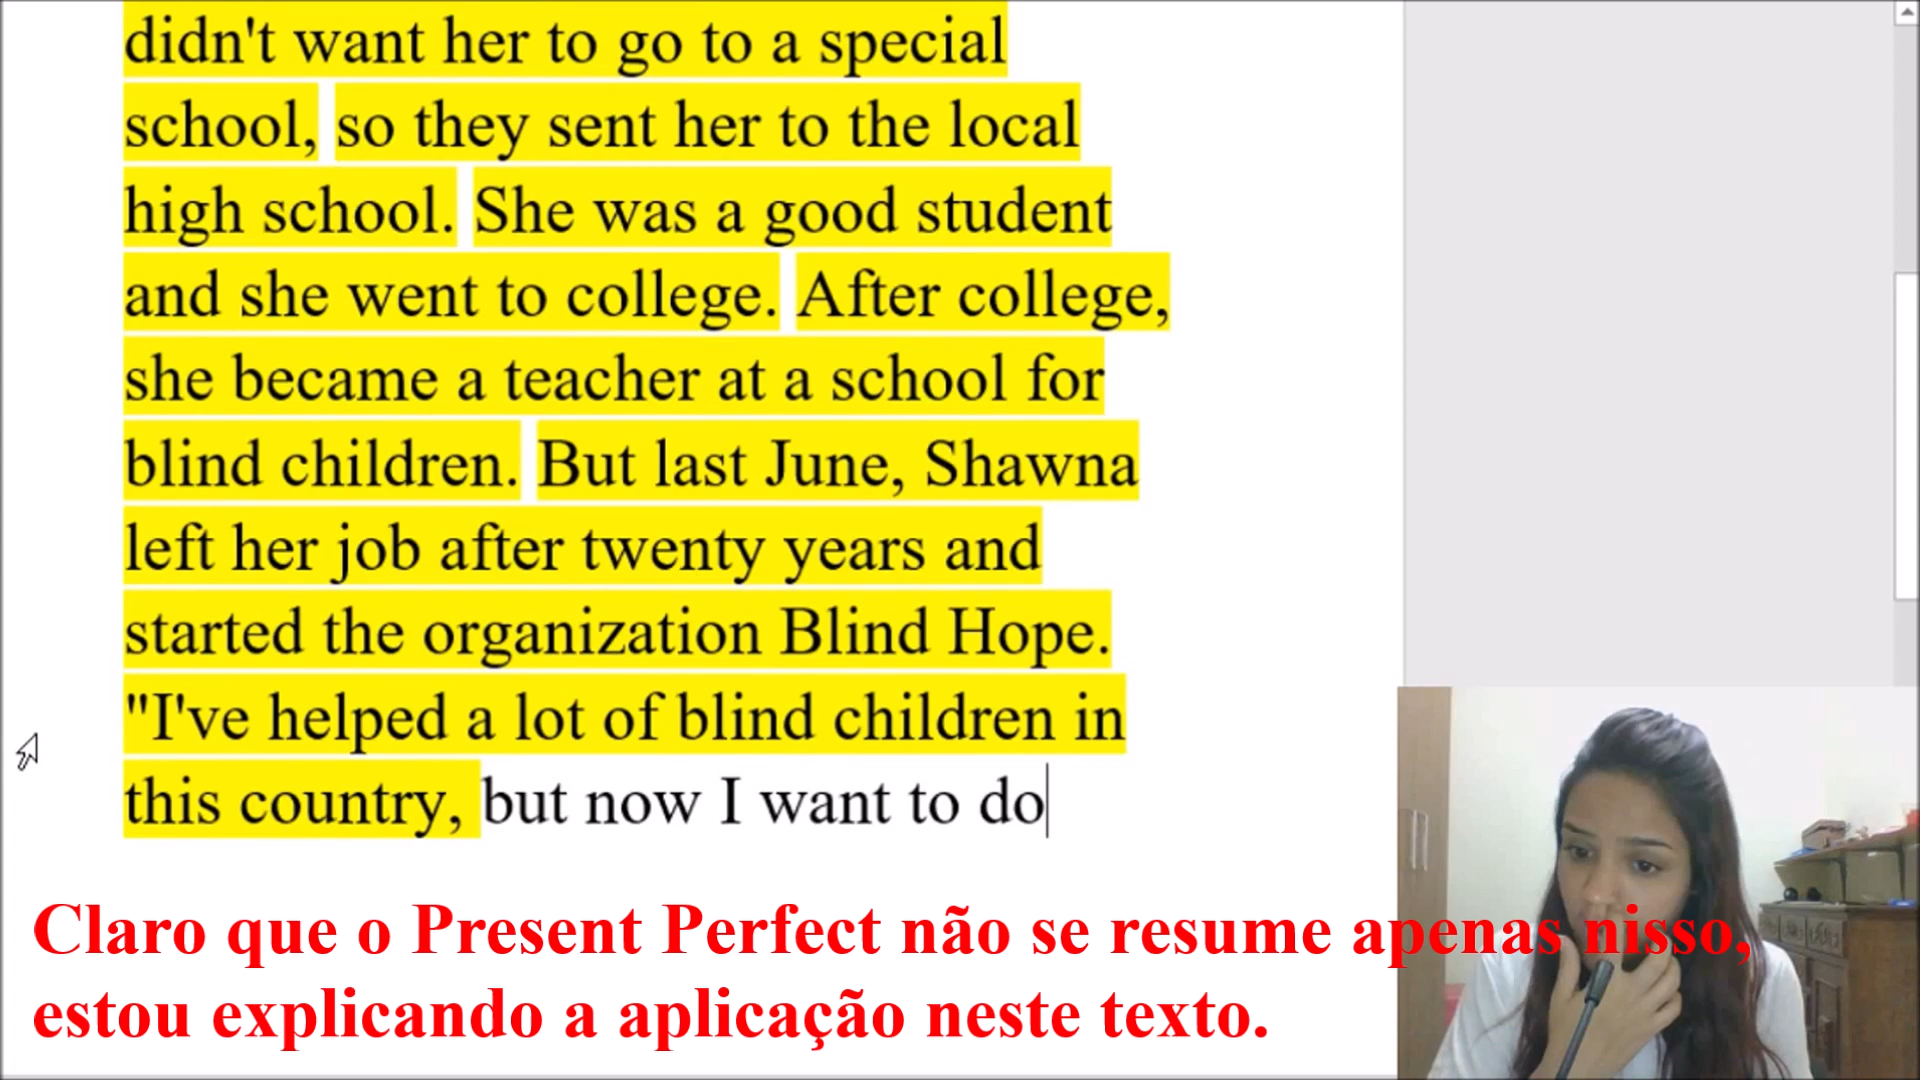 didn't want her to go to a special
school, so they sent her to the local
high school. She was a good student
and she went to college. After college,
she became a teacher at a school for
blind children. But last June, Shawna
left her job after twenty years and
started the organization Blind Hope.
"I've helped a lot of blind children in
this country, but now I want to do
Claro que o Present Perfect não se resume apenas nisso,
estou explicando a aplicação neste texto.